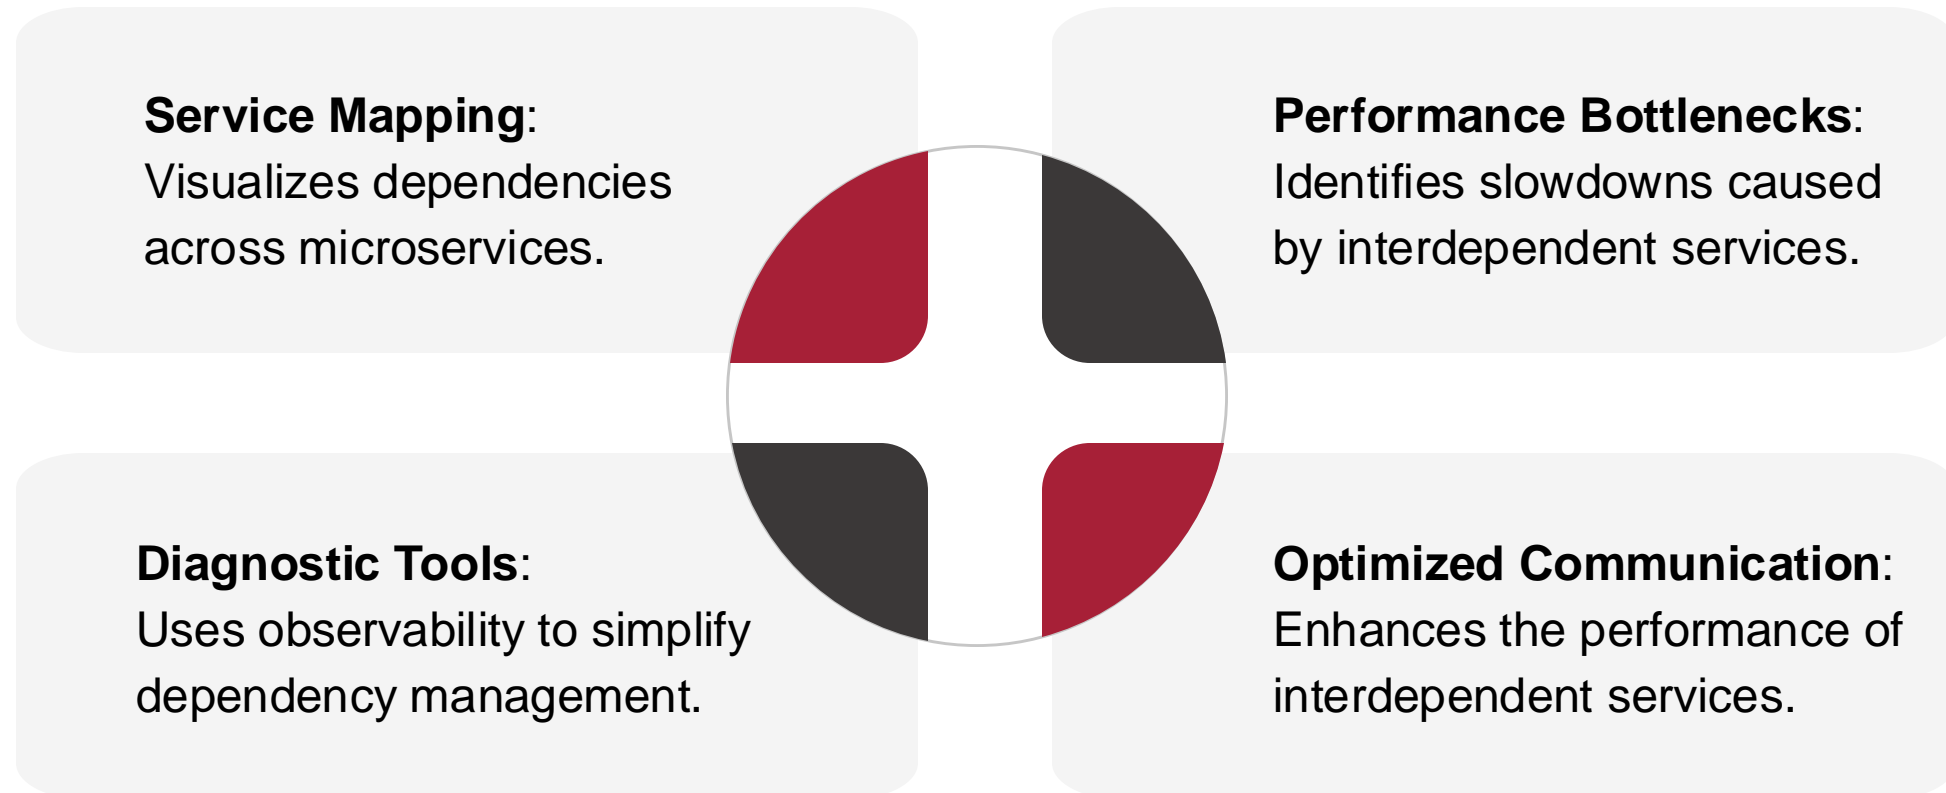 Service Mapping:
Visualizes dependencies
across microservices.
Performance Bottlenecks:
Identifies slowdowns caused
by interdependent services.
Diagnostic Tools:
Uses observability to simplify
dependency management.
Optimized Communication:
Enhances the performance of
interdependent services.